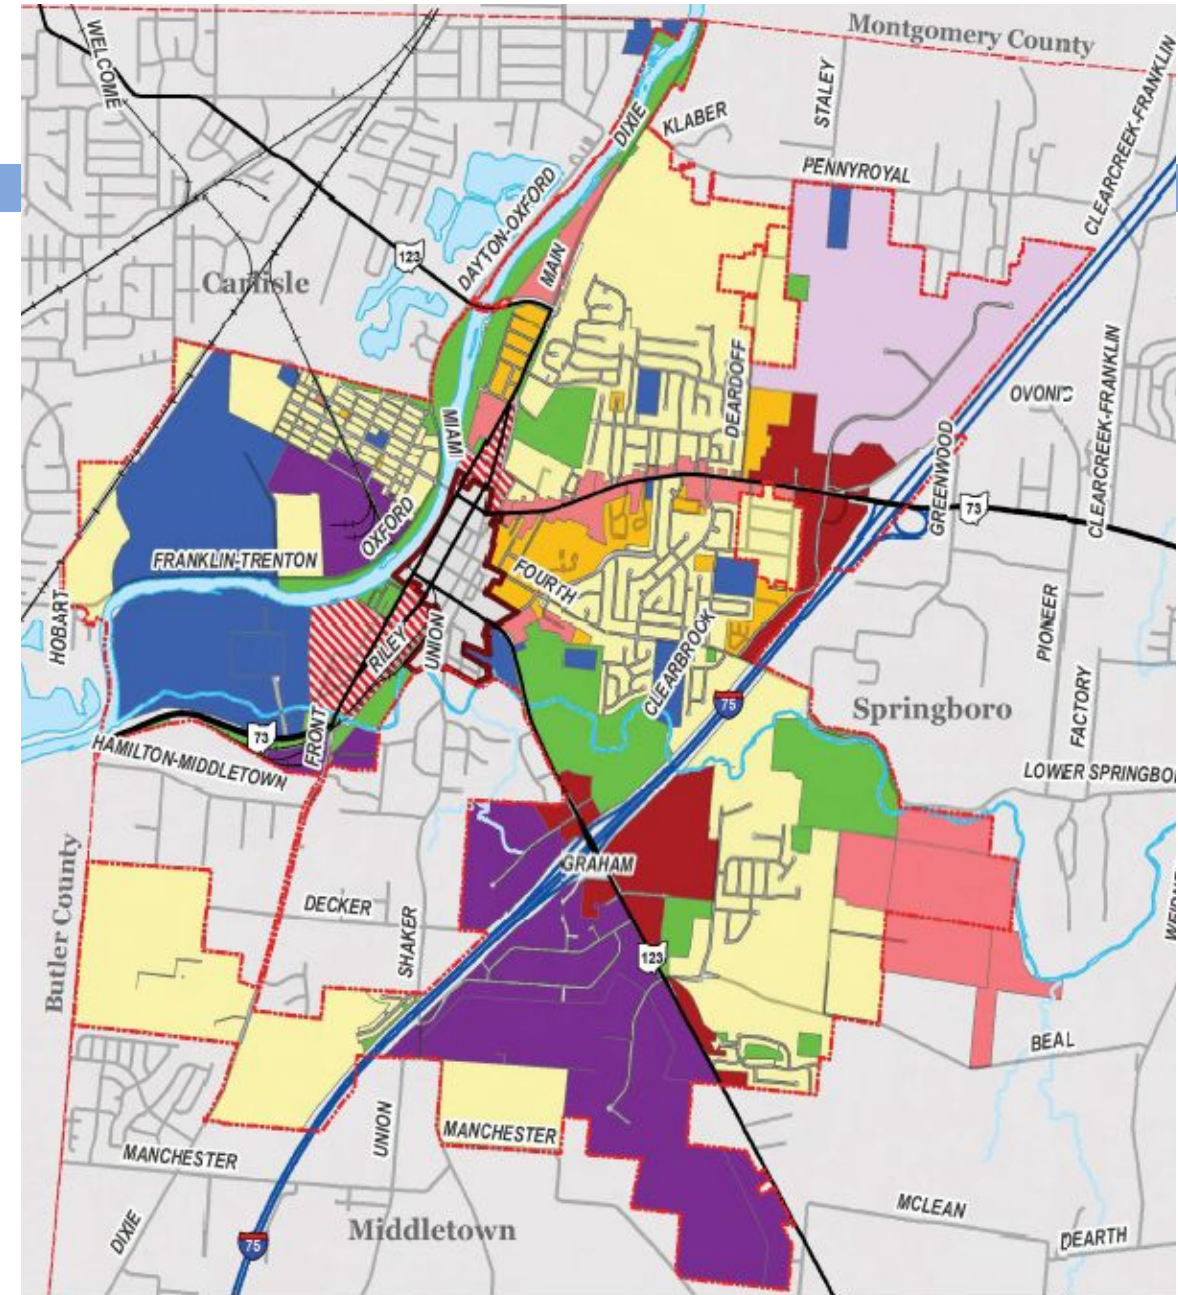 WELCOME
Montgomery County
STALEY
CLEARCREEK-FRANKLIN
DIXIE
KLABER
PENNYROYAL
DAYTON-OXFORD
MAIN
123
Carlisle
DEARDOFF
CLEARCREEK-FRANKLIN
MIAMI
GREENWOOD
73
OXFORD
FRANKLIN-TRENTON
FOURTH
HOBART
RILEY
UNION
CLEARBROOK
PIONEER
FACTORY
75
Springboro
73
FRONT
HAMILTON-MIDDLETOWN
LOWER SPRINGBO
GRAHAM
Butler County
DECKER
SHAKER
123
BEAL
UNION
MANCHESTER
MANCHESTER
MCLEAN
DIXIE
Middletown
DEARTH
75